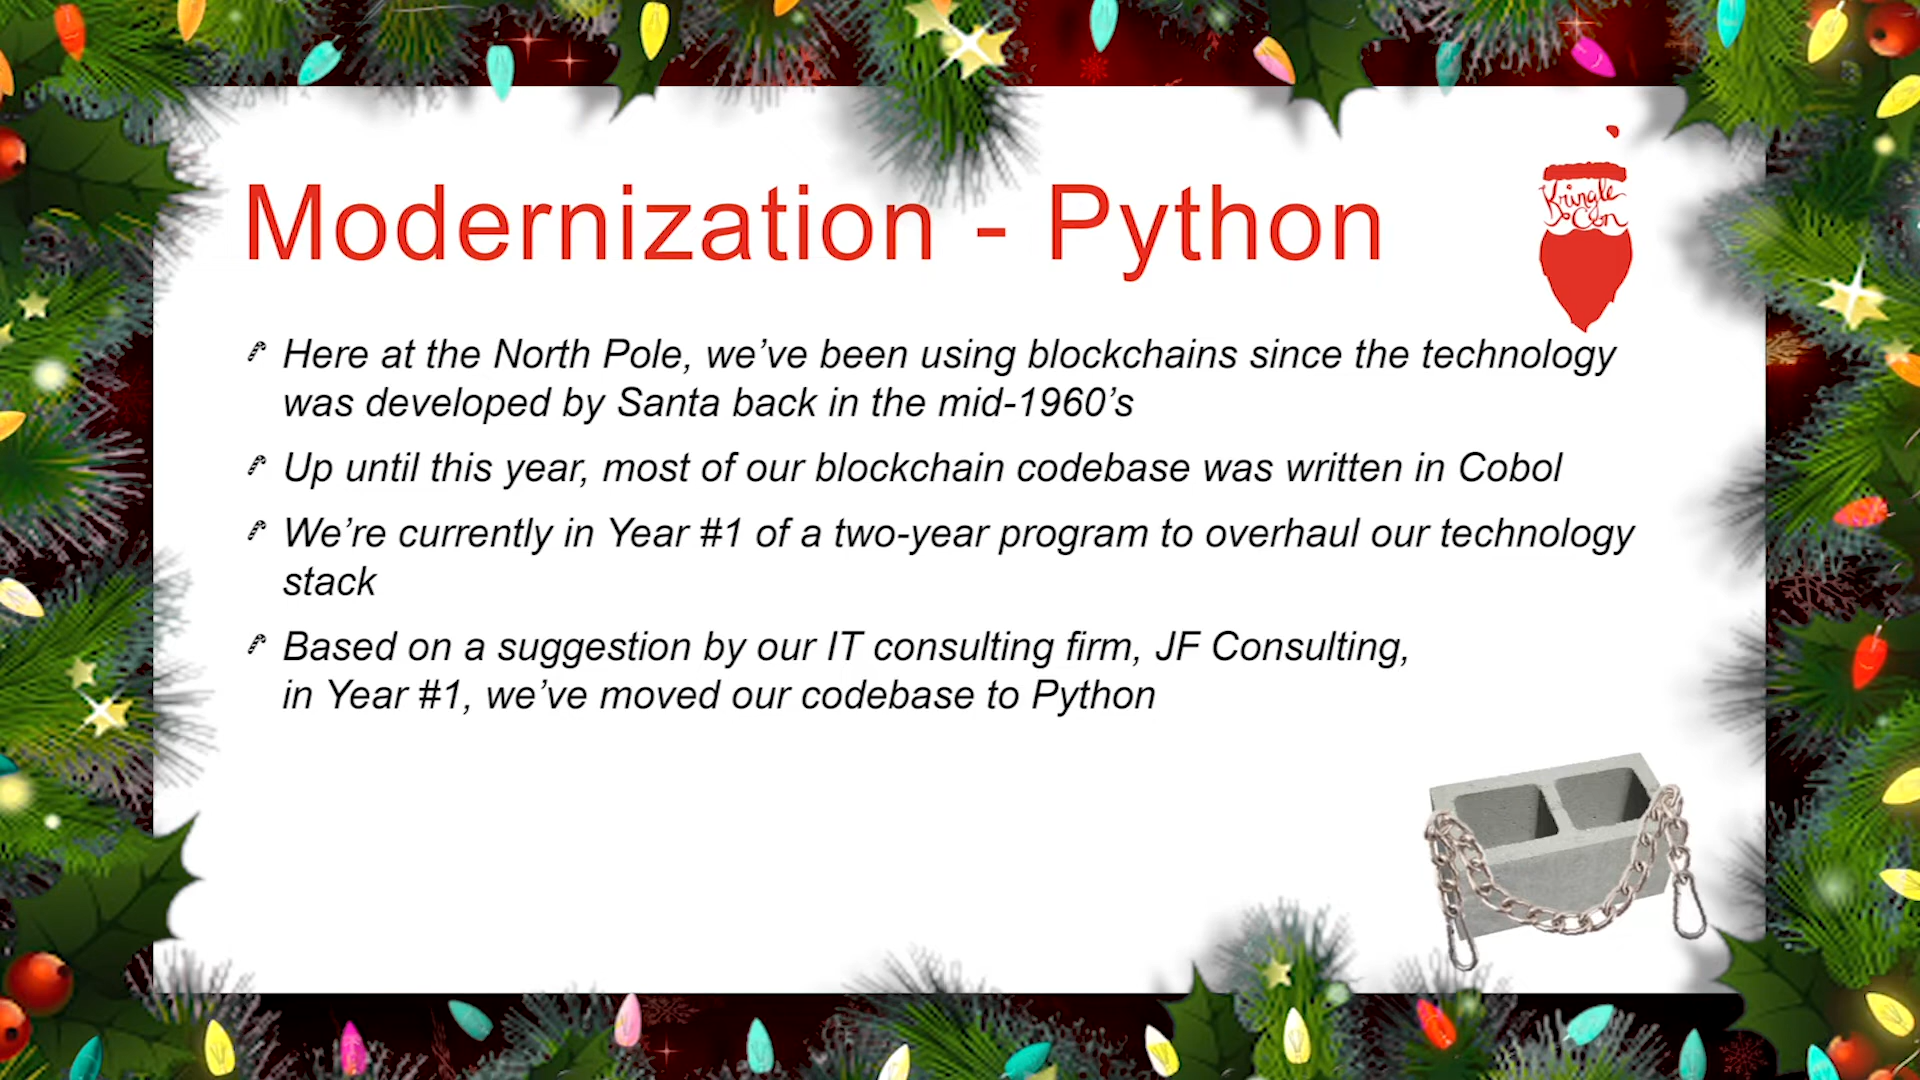 Modernization - Python
Kringle
Con
Here at the North Pole, we’ve been using blockchains since the technology
was developed by Santa back in the mid-1960’s
Up until this year, most of our blockchain codebase was written in Cobol
We’re currently in Year #1 of a two-year program to overhaul our technology
stack
Based on a suggestion by our IT consulting firm, JF Consulting,
in Year #1, we’ve moved our codebase to Python